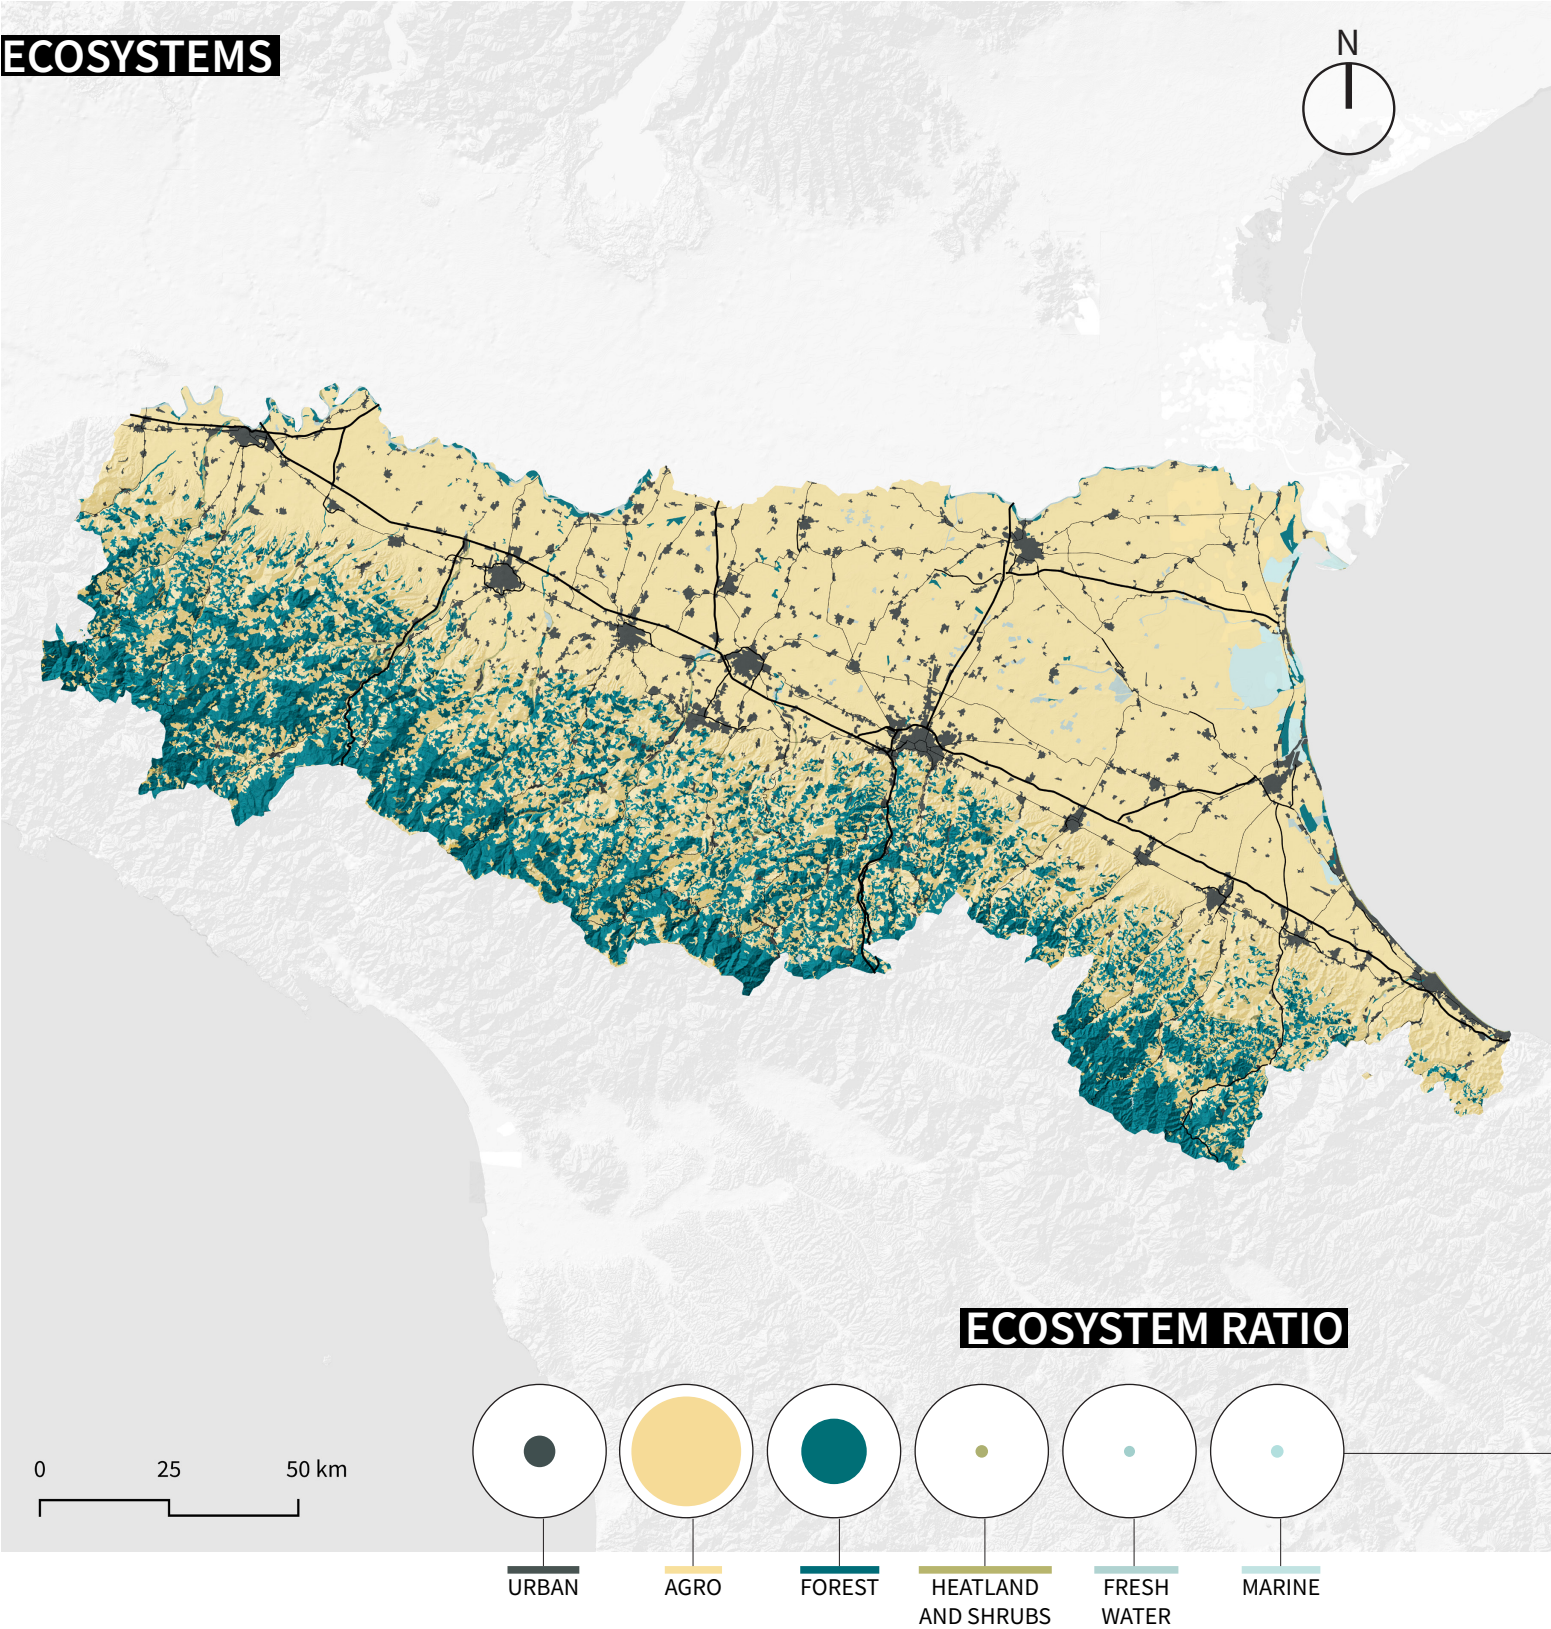 ECOSYSTEMS
N
ECOSYSTEM RATIO
0 25 50 km
URBAN
AGRO
FOREST
HEATLAND
AND SHRUBS
FRESH
WATER
MARINE